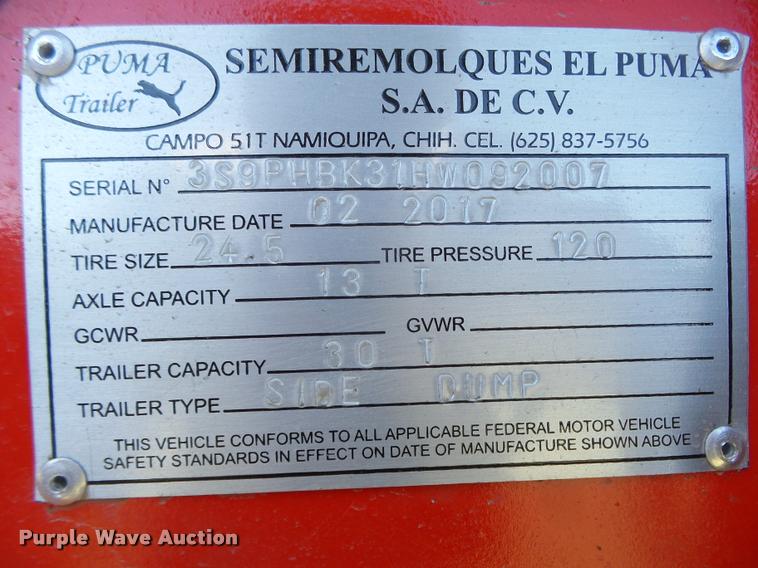 PUMA
Trailer
SEMIREMOLQUES EL PUMA
S.A. DE C.V.
CAMPO 51T NAMIQUIPA, CHIH. CEL. (625) 837-5756
SERIAL N° 3S9PHBK31HW092007
MANUFACTURE DATE 02 2017
TIRE SIZE 24.5 TIRE PRESSURE 120
AXLE CAPACITY 13 T
GCWR GVWR
TRAILER CAPACITY 30 T
TRAILER TYPE SIDE DUMP
THIS VEHICLE CONFORMS TO ALL APPLICABLE FEDERAL MOTOR VEHICLE
SAFETY STANDARDS IN EFFECT ON DATE OF MANUFACTURE SHOWN ABOVE
Purple Wave Auction